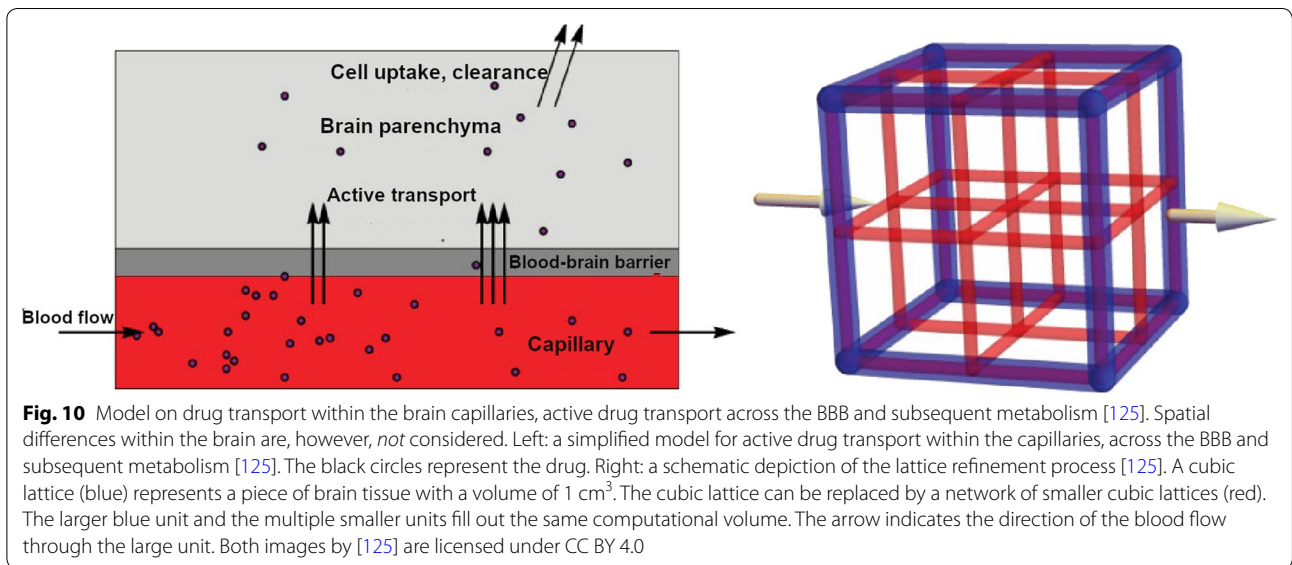 Cell uptake, clearance
Brain parenchyma
Active transport
Blood-brain barrier
Blood flow
Capillary
Fig. 10 Model on drug transport within the brain capillaries, active drug transport across the BBB and subsequent metabolism [125]. Spatial
differences within the brain are, however, not considered. Left: a simplified model for active drug transport within the capillaries, across the BBB and
subsequent metabolism [125]. The black circles represent the drug. Right: a schematic depiction of the lattice refinement process [125]. A cubic
lattice (blue) represents a piece of brain tissue with a volume of 1 cm³. The cubic lattice can be replaced by a network of smaller cubic lattices (red).
The larger blue unit and the multiple smaller units fill out the same computational volume. The arrow indicates the direction of the blood flow
through the large unit. Both images by [125] are licensed under CC BY 4.0